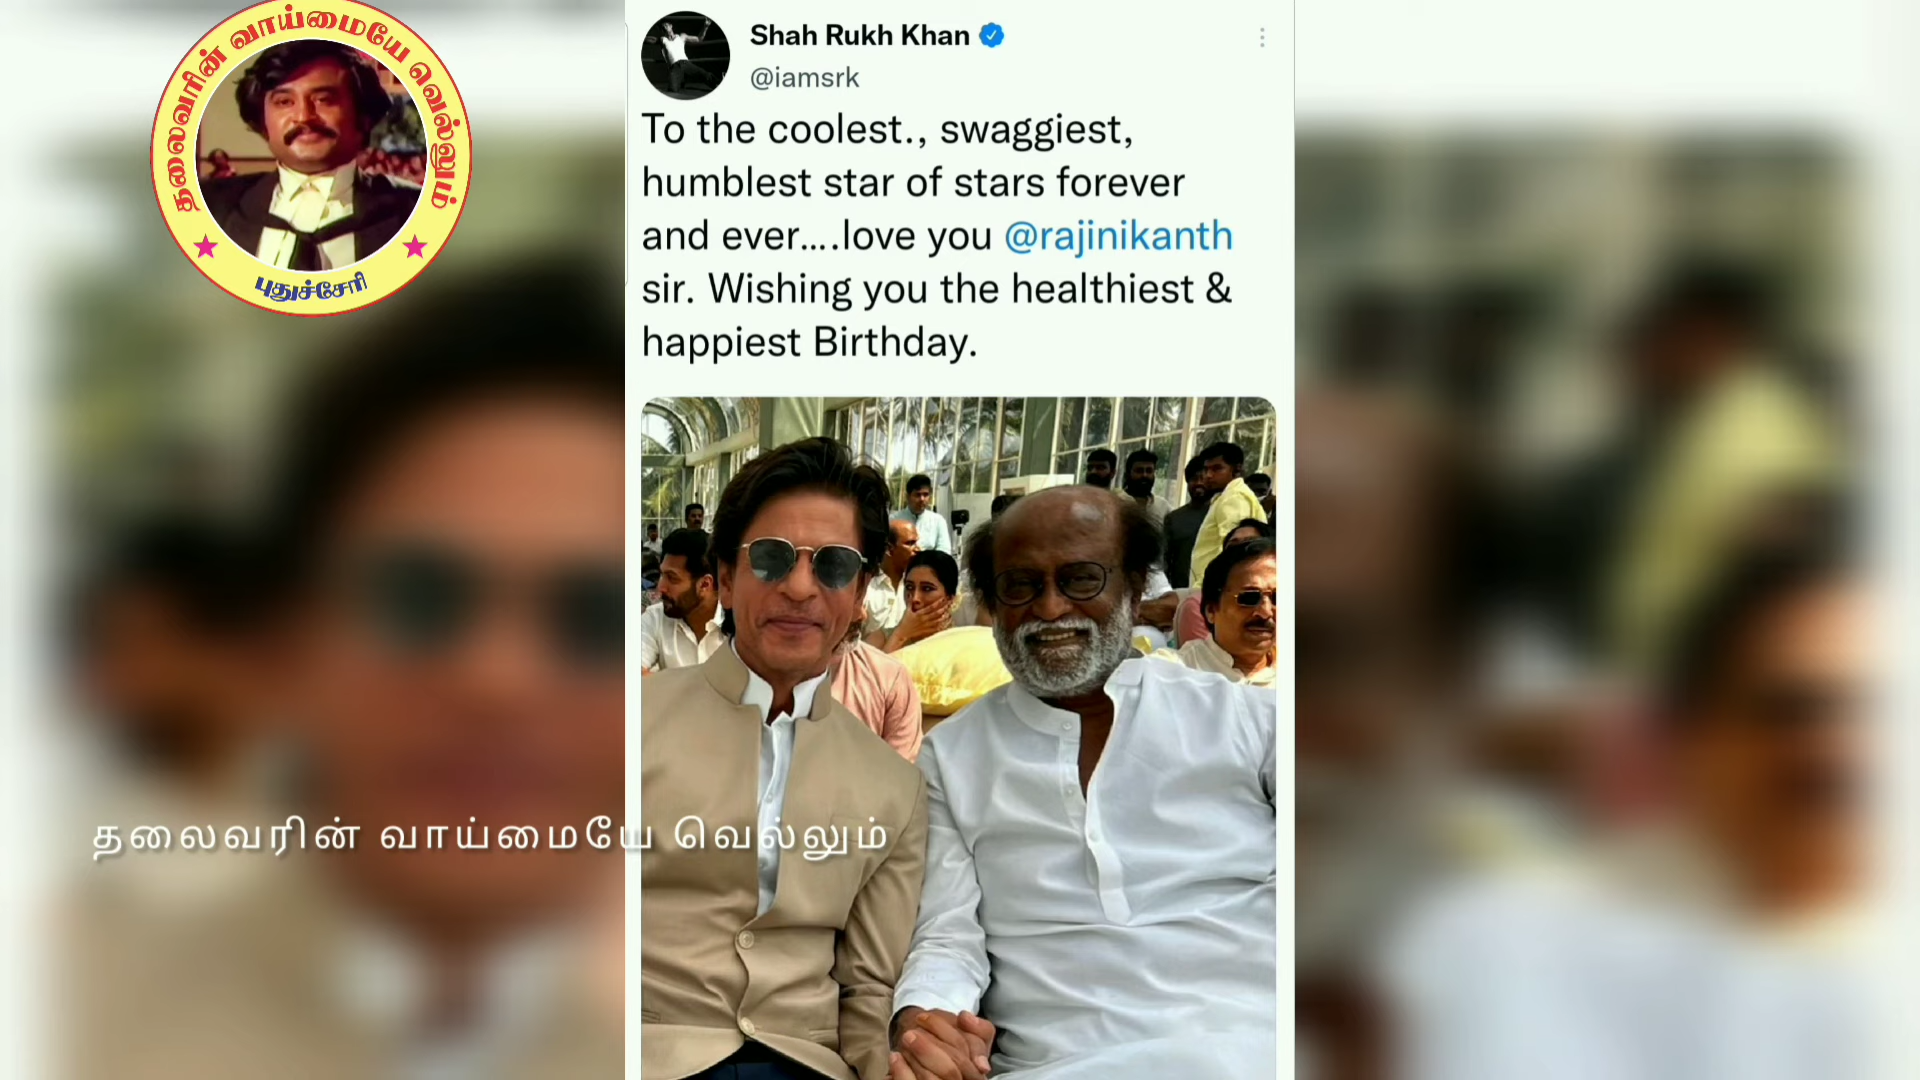 தலைவரின் வாய்மையே வெல்லும்
புதுச்சேரி
Shah Rukh Khan
@iamsrk
To the coolest., swaggiest,
humblest star of stars forever
and ever....love you @rajinikanth
sir. Wishing you the healthiest &
happiest Birthday.
தலைவரின் வாய்மையே வெல்லும்